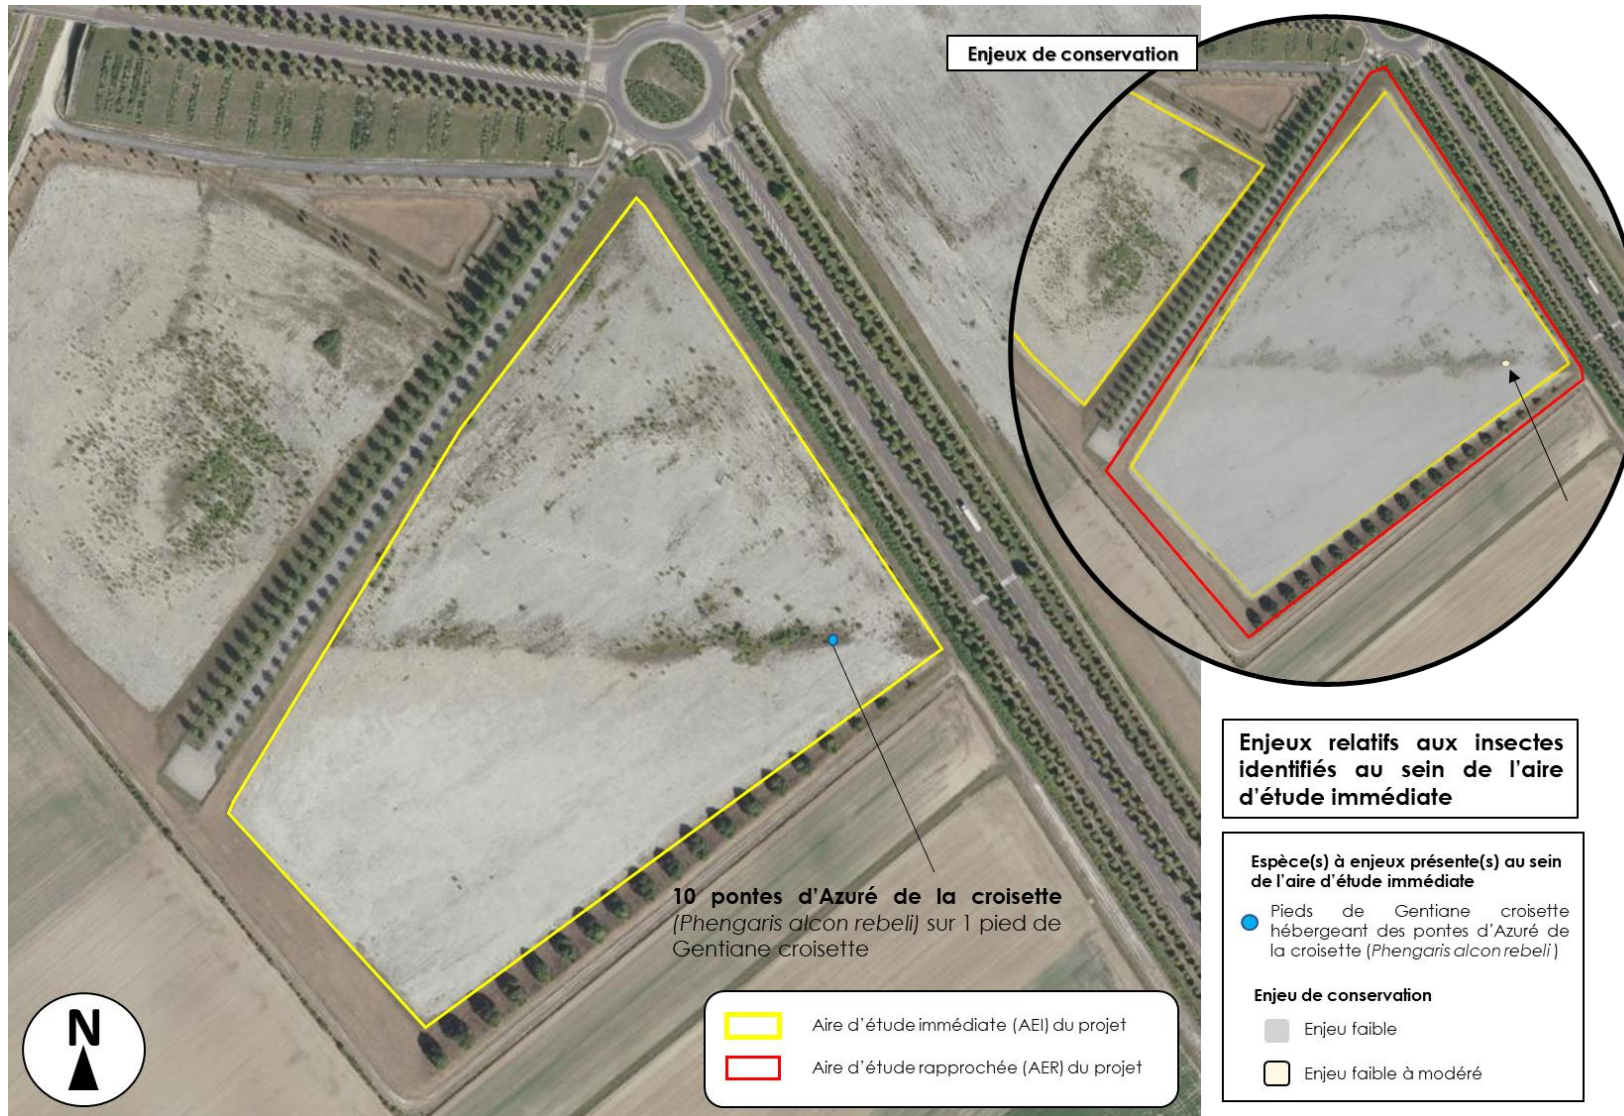 Enjeux de conservation
Enjeux relatifs aux insectes
identifiés au sein de l'aire
d'étude immédiate
Espèce(s) à enjeux présente(s) au sein
de l'aire d'étude immédiate
Pieds de Gentiane croisette
hébergeant des pontes d'Azuré de
la croisette (Phengaris alcon rebeli )
Enjeu de conservation
Enjeu faible
Enjeu faible à modéré
10 pontes d'Azuré de la croisette
(Phengaris alcon rebeli) sur 1 pied de
Gentiane croisette
Aire d'étude immédiate (AEI) du projet
Aire d'étude rapprochée (AER) du projet
N